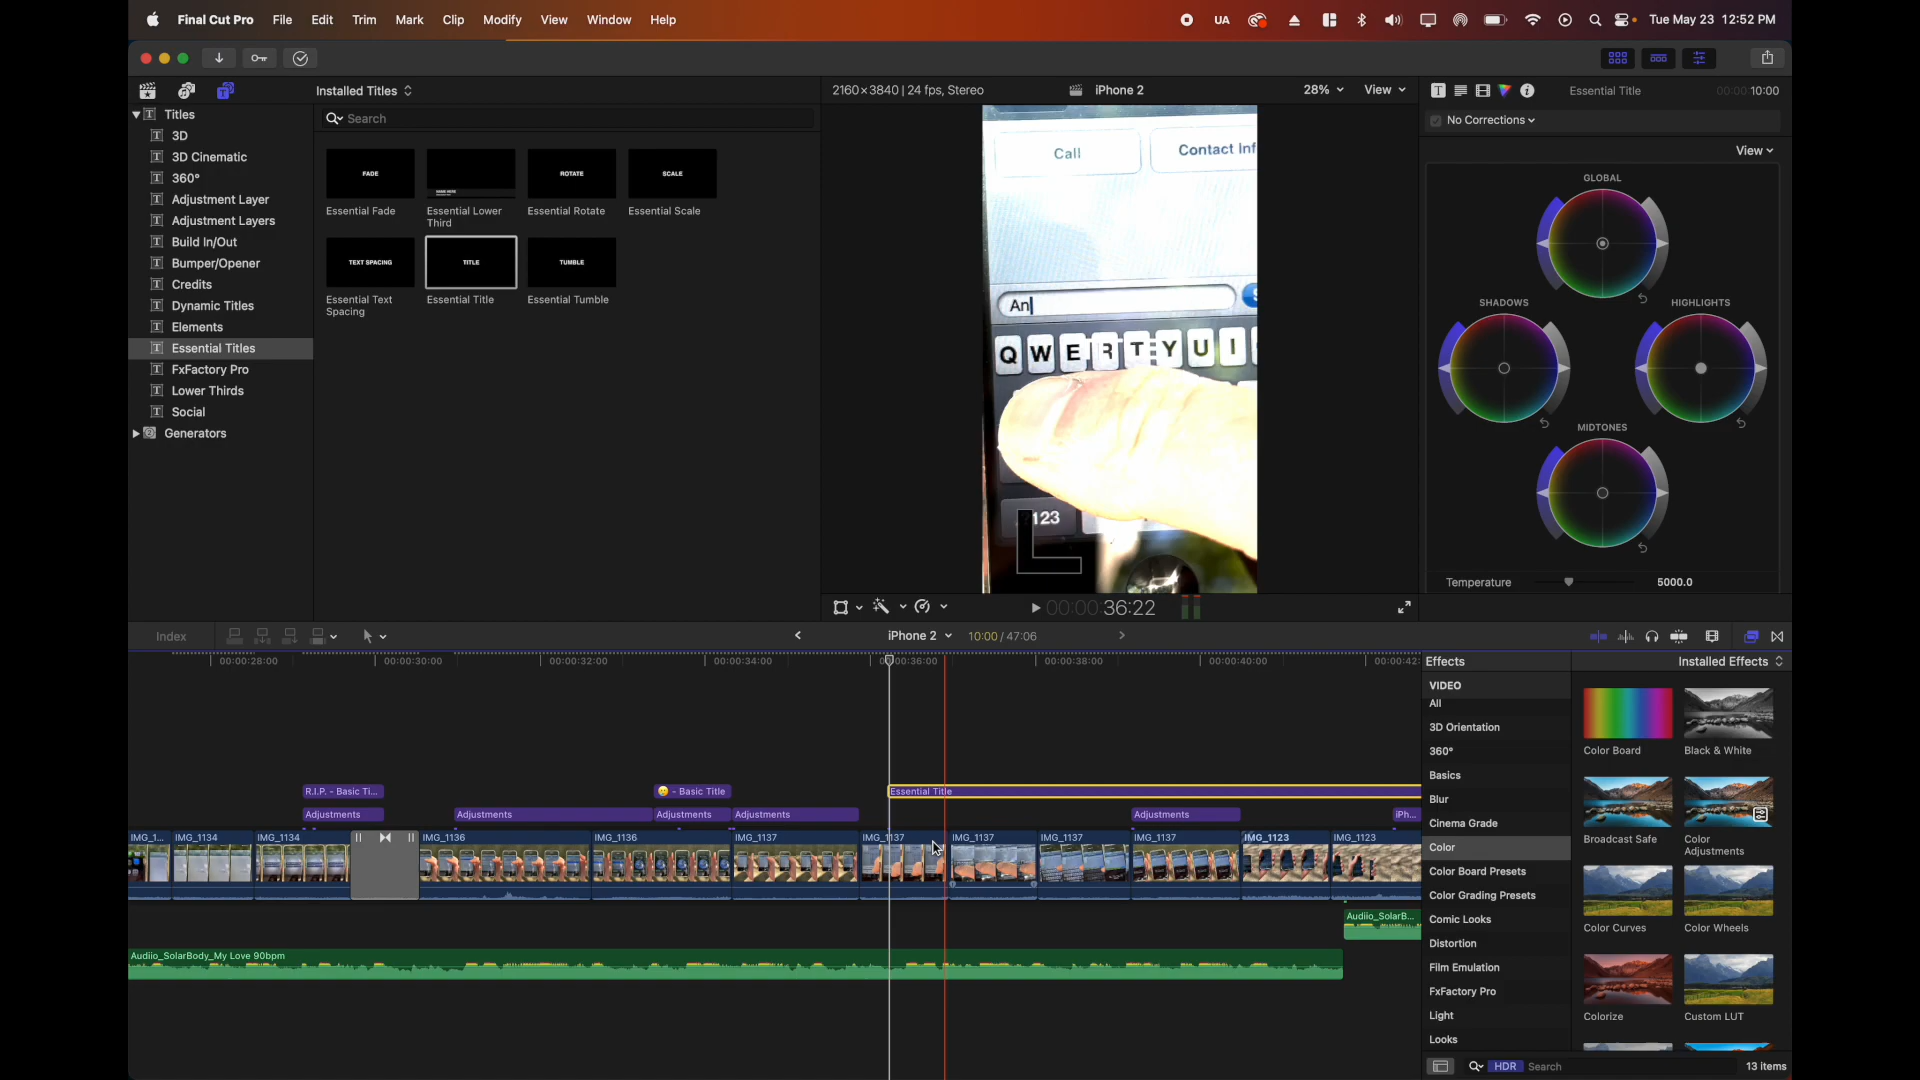 Final Cut Pro File Edit Trim Mark Clip Modify View Window Help UA Tue May 23 12:52 PM
Installed Titles
2160×3840 | 24 fps, Stereo iPhone 2 28% View
Essential Title 00:00 10:00
Titles
Search
No Corrections
3D
3D Cinematic
360°
Adjustment Layer
Adjustment Layers
Build In/Out
Bumper/Opener
Credits
Dynamic Titles
Elements
Essential Titles
FxFactory Pro
Lower Thirds
Social
Generators
FADE
Essential Fade
NAME HERE
Essential Lower
Third
ROTATE
Essential Rotate
SCALE
Essential Scale
TEXT SPACING
Essential Text
Spacing
TITLE
Essential Title
TUMBLE
Essential Tumble
Call Contact Inf
An
Q W E R T Y U I
123
View
GLOBAL
SHADOWS HIGHLIGHTS
MIDTONES
Temperature 5000.0
00:00:36:22
Index iPhone 2 10:00 / 47:06
00:00:28:00 00:00:30:00 00:00:32:00 00:00:34:00 00:00:36:00 00:00:38:00 00:00:40:00 00:00:42:
R.I.P. - Basic Ti... 😕 - Basic Title Essential Title
Adjustments Adjustments Adjustments Adjustments Adjustments iPh...
IMG_1... IMG_1134 IMG_1134 IMG_1136 IMG_1136 IMG_1137 IMG_1137 IMG_1137 IMG_1137 IMG_1137 IMG_1123 IMG_1123
Audiio_SolarB...
Audiio_SolarBody_My Love 90bpm
Effects Installed Effects
VIDEO
All
3D Orientation
360°
Basics
Blur
Cinema Grade
Color
Color Board Presets
Color Grading Presets
Comic Looks
Distortion
Film Emulation
FxFactory Pro
Light
Looks
Color Board Black & White
Broadcast Safe Color
Adjustments
Color Curves Color Wheels
Colorize Custom LUT
HDR Search 13 items